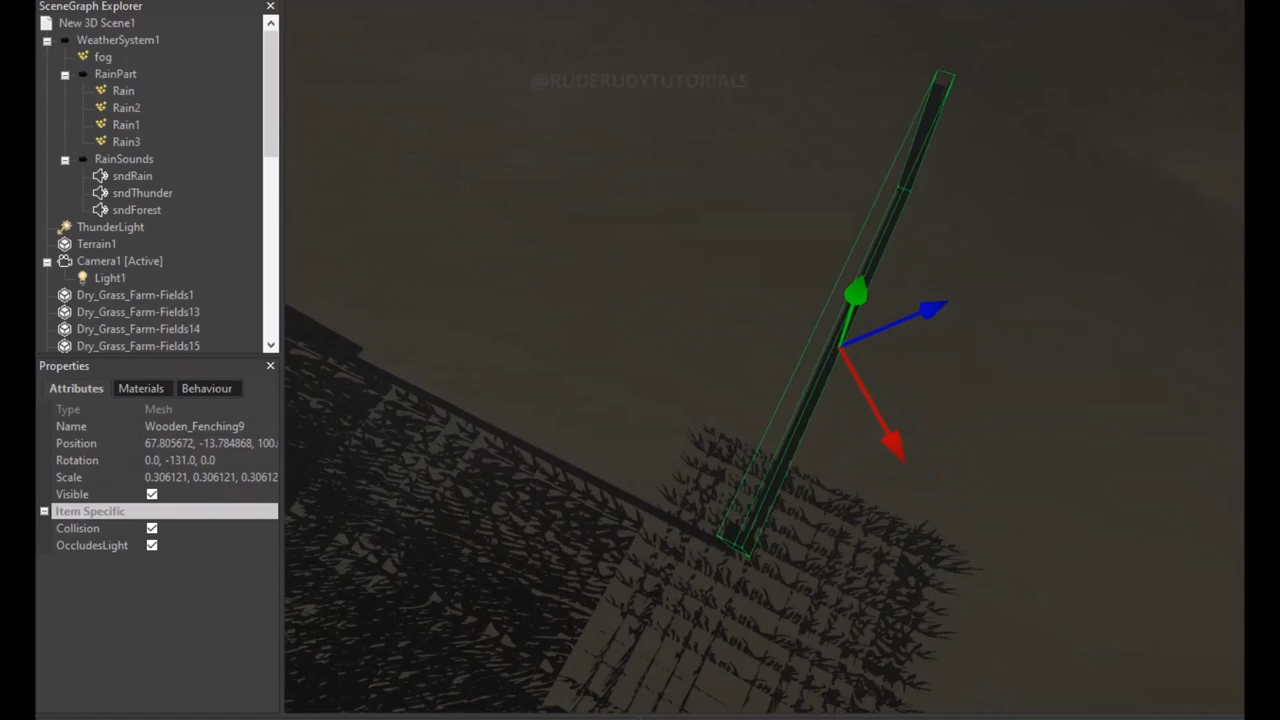 SceneGraph Explorer
New 3D Scene1
WeatherSystem1
fog
RainPart
Rain
Rain2
Rain1
Rain3
RainSounds
sndRain
sndThunder
sndForest
ThunderLight
Terrain1
Camera1 [Active]
Light1
Dry_Grass_Farm-Fields1
Dry_Grass_Farm-Fields13
Dry_Grass_Farm-Fields14
Dry_Grass_Farm-Fields15
Properties
Attributes Materials Behaviour
Type Mesh
Name Wooden_Fenching9
Position 67.805672, -13.784868, 100.
Rotation 0.0, -131.0, 0.0
Scale 0.306121, 0.306121, 0.30612
Visible
Item Specific
Collision
OccludesLight
@RUDERUDYTUTORIALS